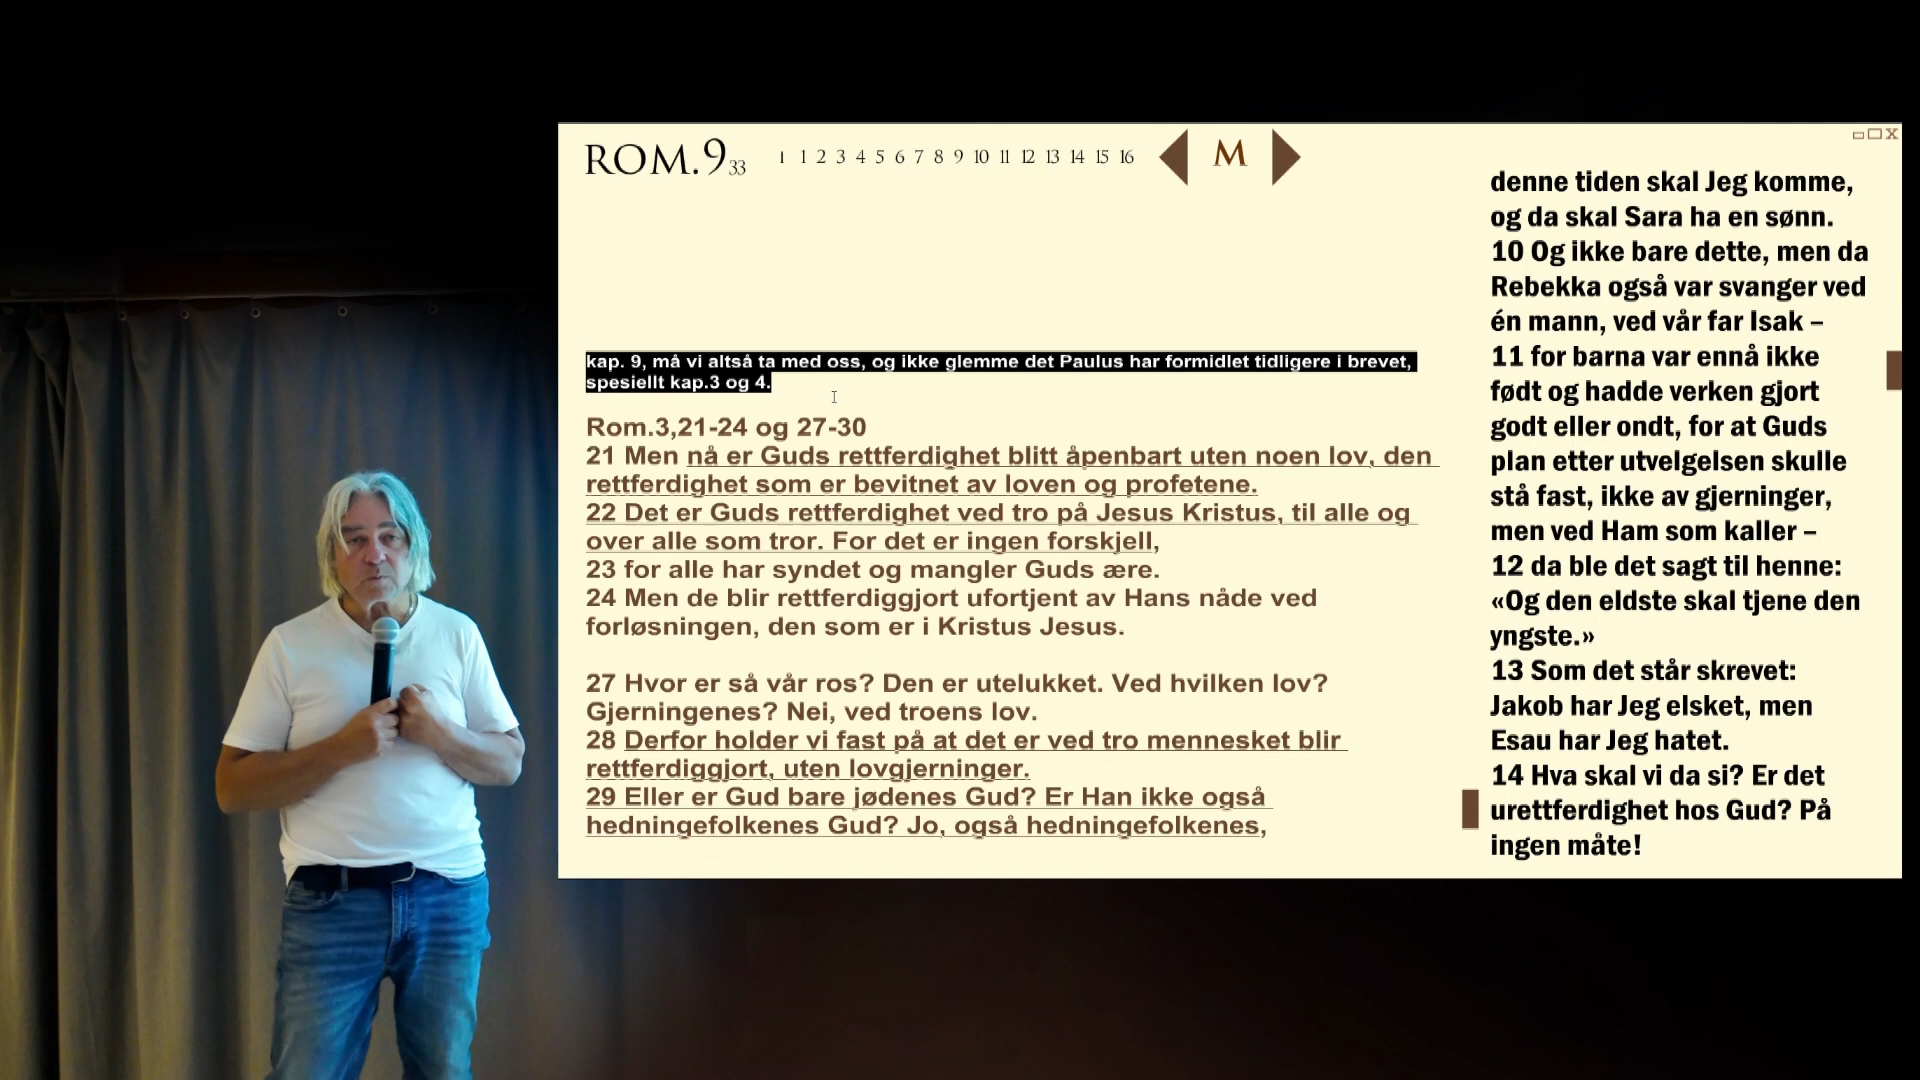 ROM.9 33
1 1 2 3 4 5 6 7 8 9 10 11 12 13 14 15 16
M
kap. 9, må vi altså ta med oss, og ikke glemme det Paulus har formidlet tidligere i brevet,
spesiellt kap.3 og 4.
Rom.3,21-24 og 27-30
21 Men nå er Guds rettferdighet blitt åpenbart uten noen lov, den
rettferdighet som er bevitnet av loven og profetene.
22 Det er Guds rettferdighet ved tro på Jesus Kristus, til alle og
over alle som tror. For det er ingen forskjell,
23 for alle har syndet og mangler Guds ære.
24 Men de blir rettferdiggjort ufortjent av Hans nåde ved
forløsningen, den som er i Kristus Jesus.
27 Hvor er så vår ros? Den er utelukket. Ved hvilken lov?
Gjerningenes? Nei, ved troens lov.
28 Derfor holder vi fast på at det er ved tro mennesket blir
rettferdiggjort, uten lovgjerninger.
29 Eller er Gud bare jødenes Gud? Er Han ikke også
hedningefolkenes Gud? Jo, også hedningefolkenes,
denne tiden skal Jeg komme,
og da skal Sara ha en sønn.
10 Og ikke bare dette, men da
Rebekka også var svanger ved
én mann, ved vår far Isak –
11 for barna var ennå ikke
født og hadde verken gjort
godt eller ondt, for at Guds
plan etter utvelgelsen skulle
stå fast, ikke av gjerninger,
men ved Ham som kaller –
12 da ble det sagt til henne:
«Og den eldste skal tjene den
yngste.»
13 Som det står skrevet:
Jakob har Jeg elsket, men
Esau har Jeg hatet.
14 Hva skal vi da si? Er det
urettferdighet hos Gud? På
ingen måte!